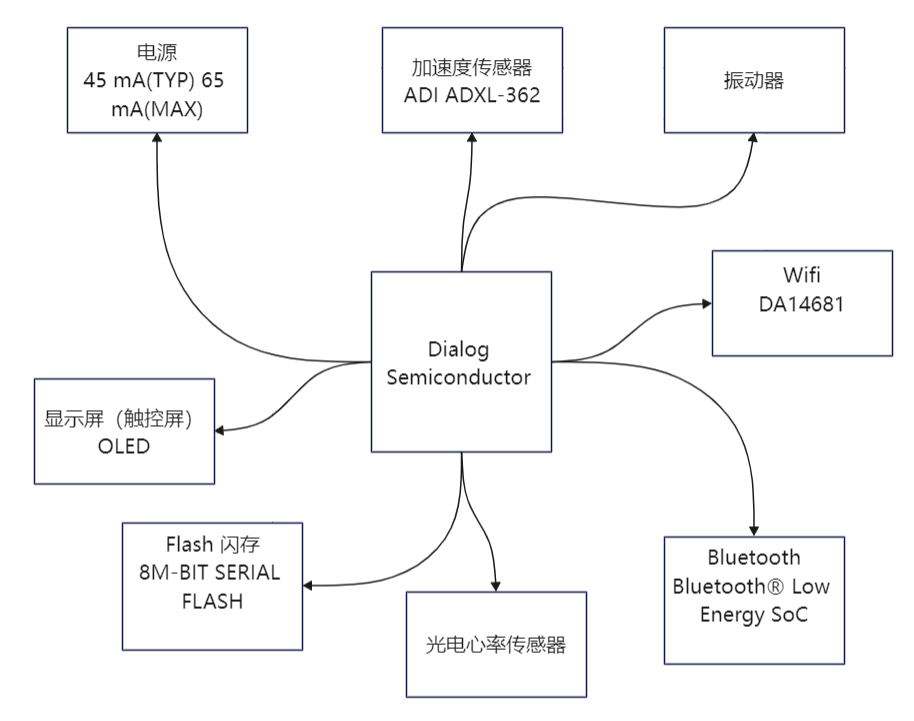 电源
45 mA(TYP) 65
mA(MAX)
加速度传感器
ADI ADXL-362
振动器
Wifi
DA14681
Dialog
Semiconductor
显示屏（触控屏）
OLED
Flash 闪存
8M-BIT SERIAL
FLASH
Bluetooth
Bluetooth® Low
Energy SoC
光电心率传感器